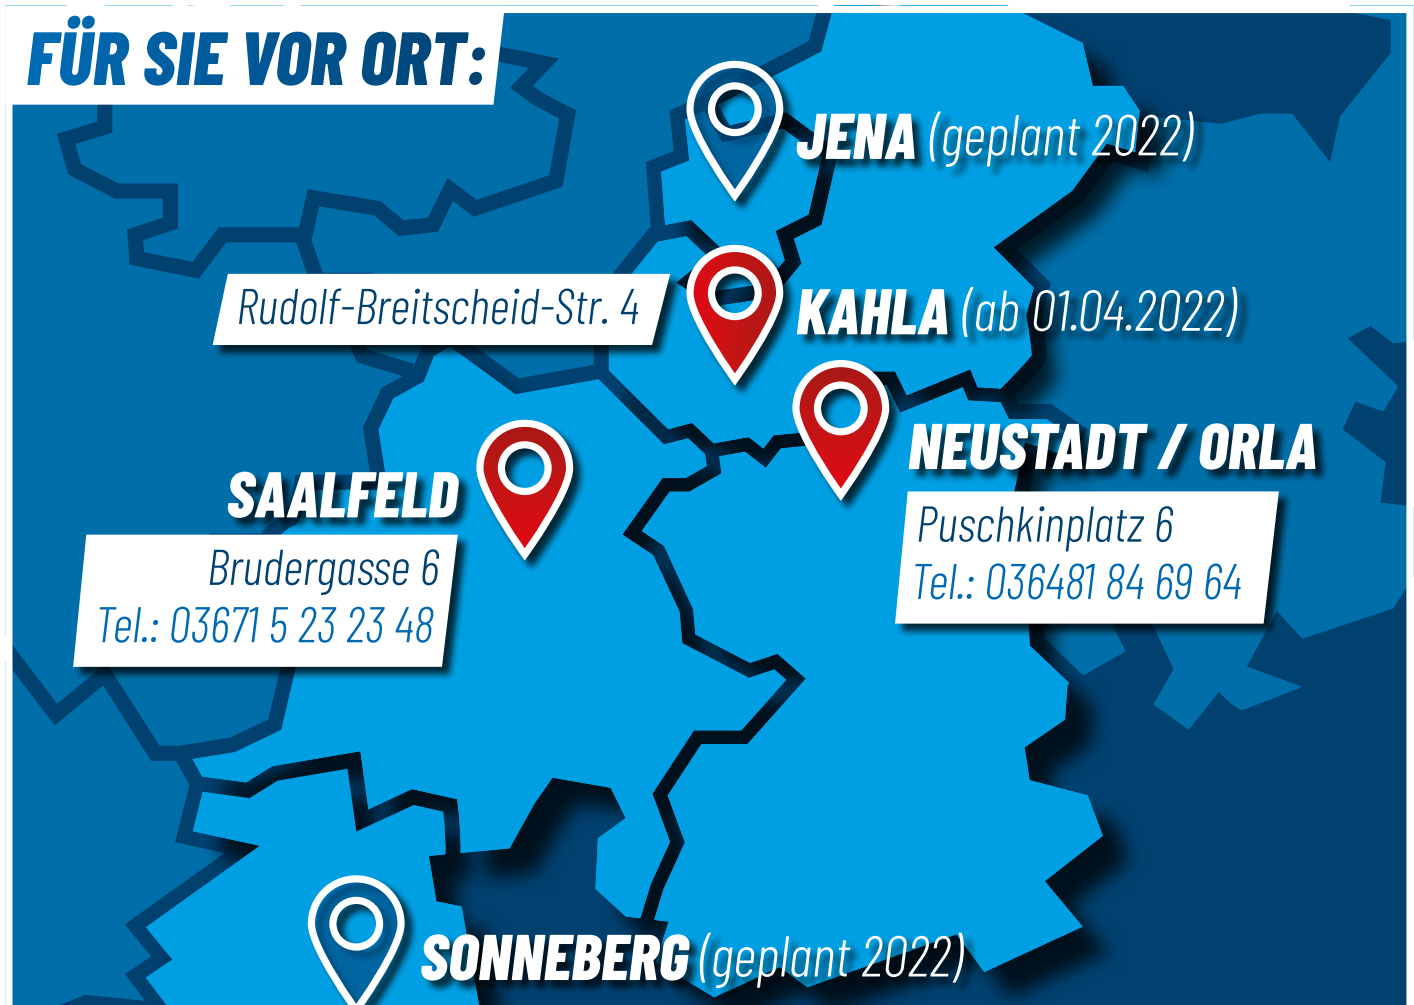 FÜR SIE VOR ORT:
JENA (geplant 2022)
Rudolf-Breitscheid-Str. 4
KAHLA (ab 01.04.2022)
NEUSTADT / ORLA
Puschkinplatz 6
Tel.: 036481 84 69 64
SAALFELD
Brudergasse 6
Tel.: 03671 5 23 23 48
SONNEBERG (geplant 2022)